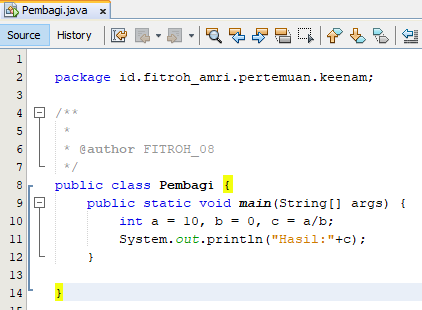 Pembagi.java
Source History
1
2 package id.fitroh_amri.pertemuan.keenam;
3
4 /**
5 *
6 * @author FITROH_08
7 */
8 public class Pembagi {
9 public static void main(String[] args) {
10 int a = 10, b = 0, c = a/b;
11 System.out.println("Hasil:"+c);
12 }
13
14 }
15